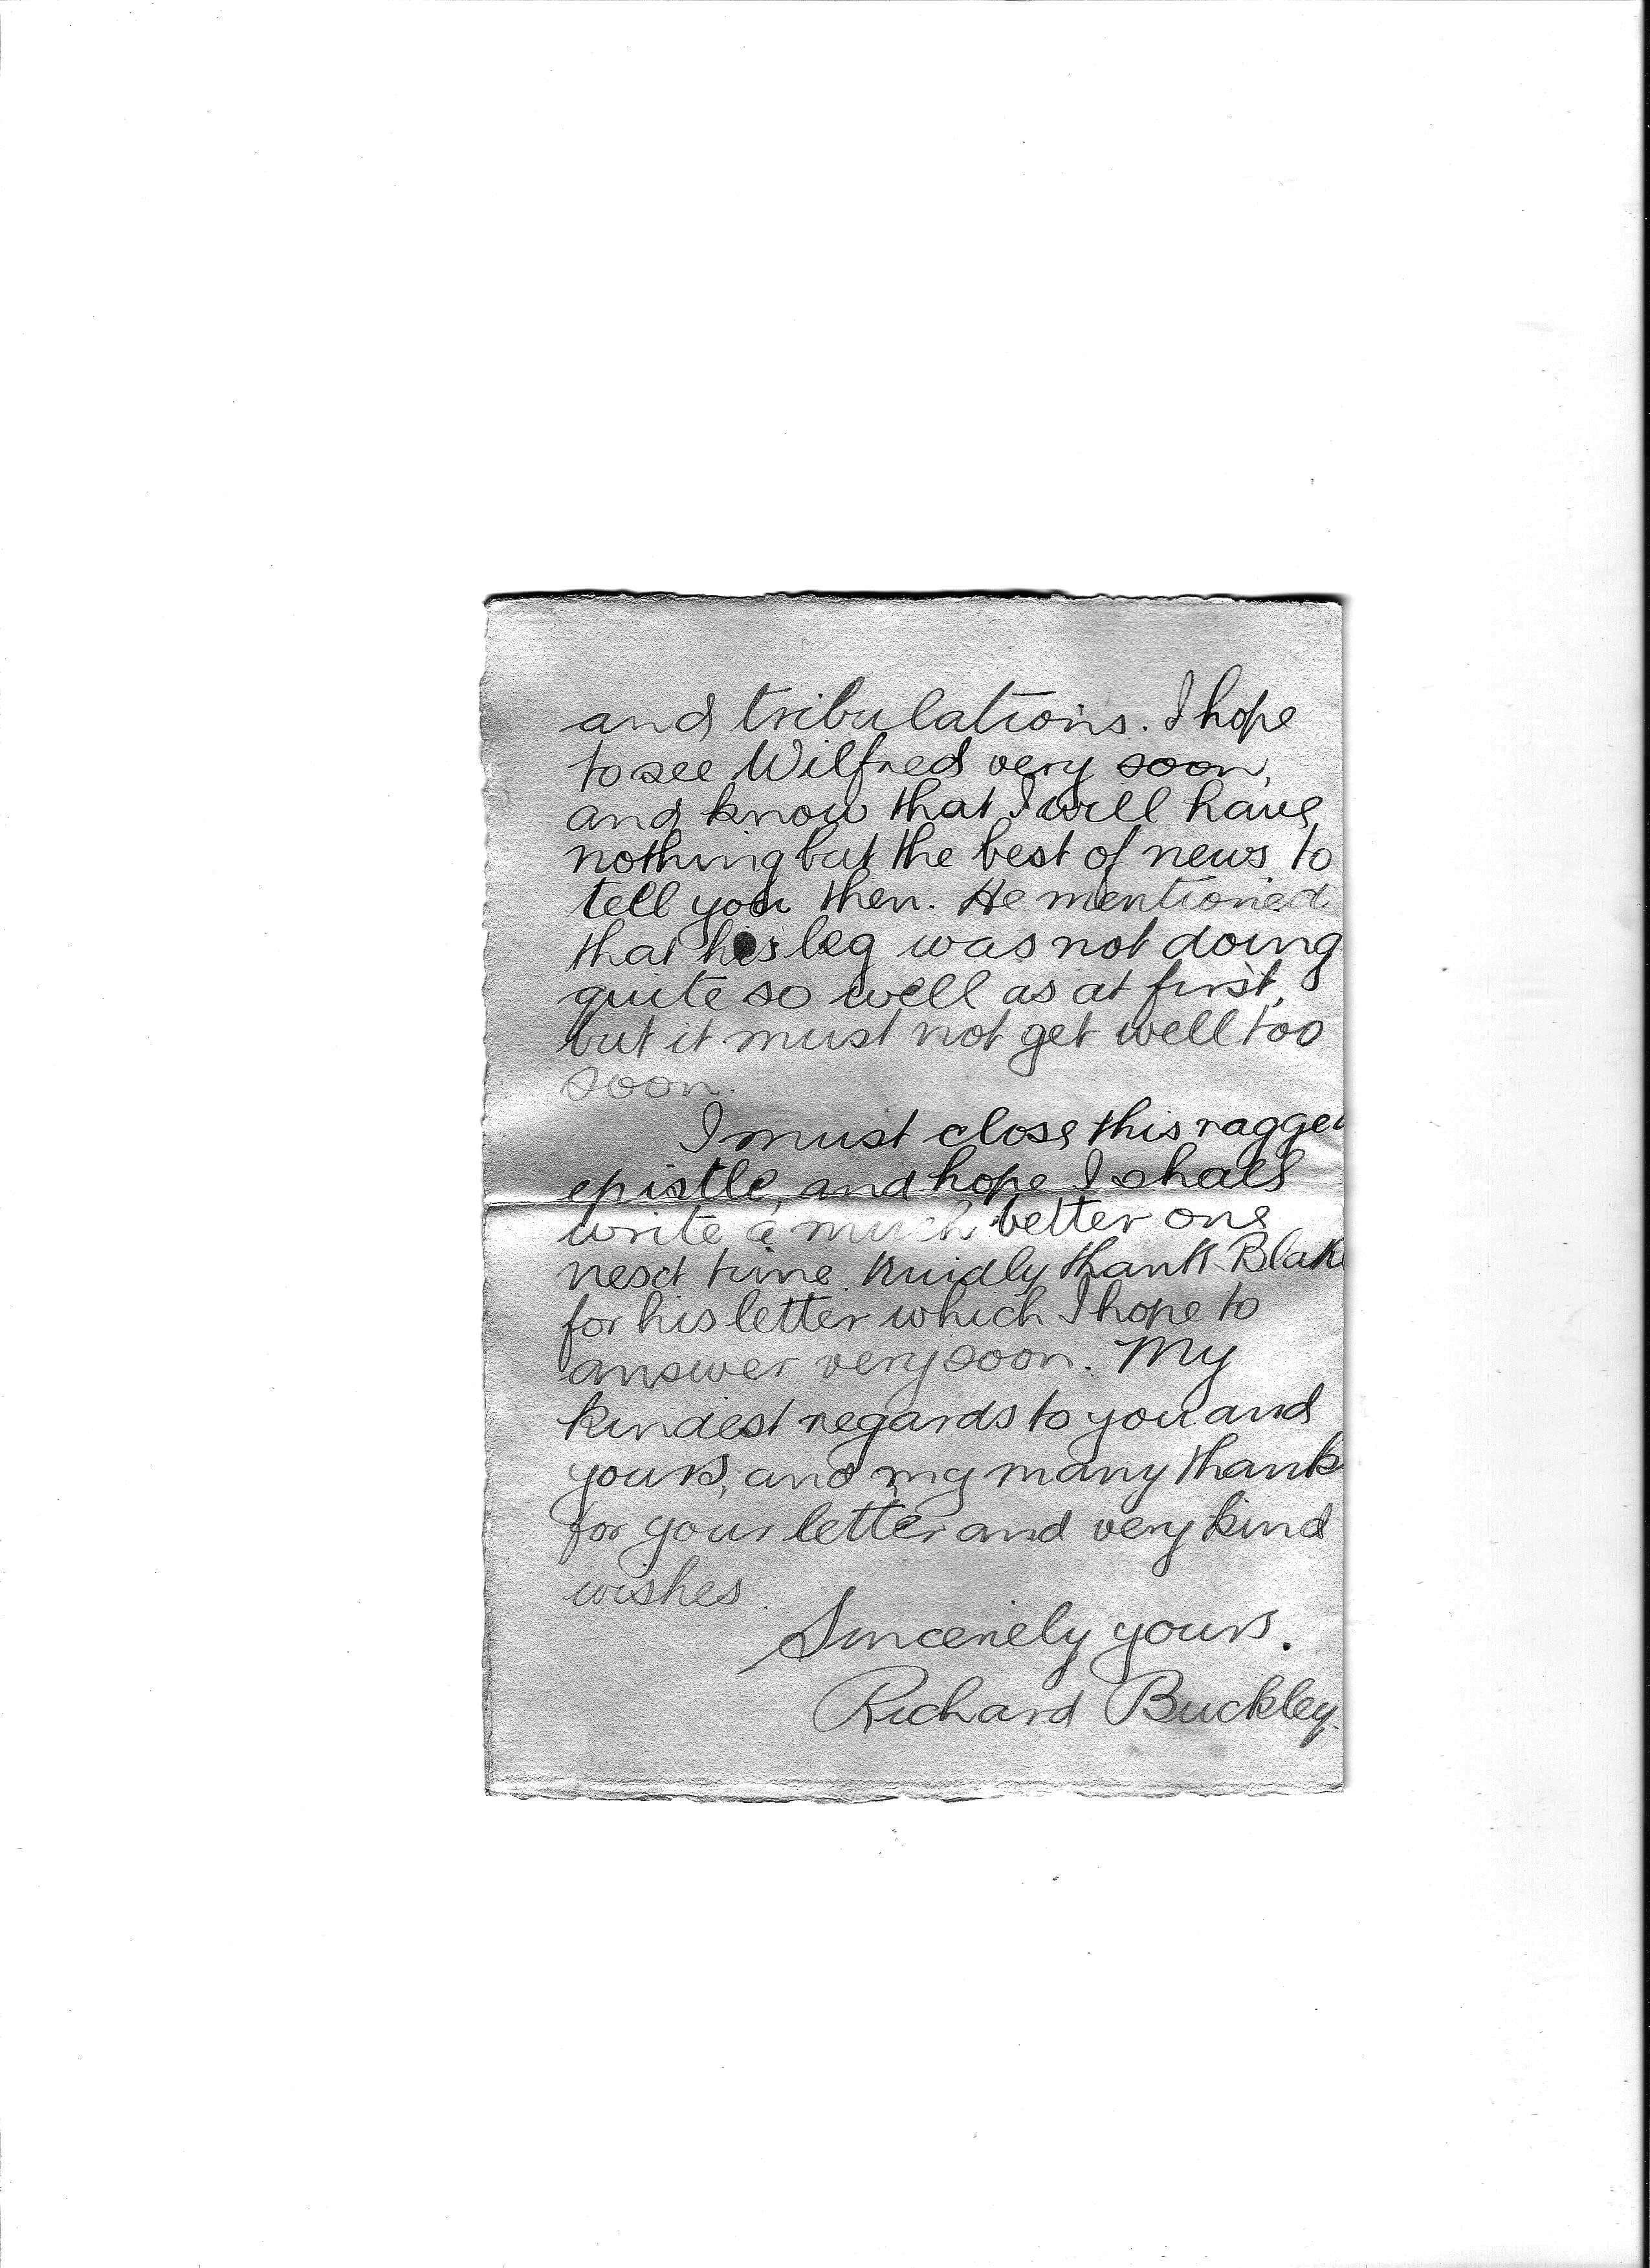 and tribulations. I hope
to see Wilfred very soon,
and know that I will have
nothing but the best of news to
tell you then. He mentioned
that his leg was not doing
quite so well as at first,
but it must not get well too
soon.
I must close this ragged
epistle, and hope I shall
write a much better one
next time. Kindly thank Blake
for his letter which I hope to
answer very soon. My
kindest regards to you and
yours, and my many thanks
for your letter and very kind
wishes.
Sincerely yours.
Richard Buckley.